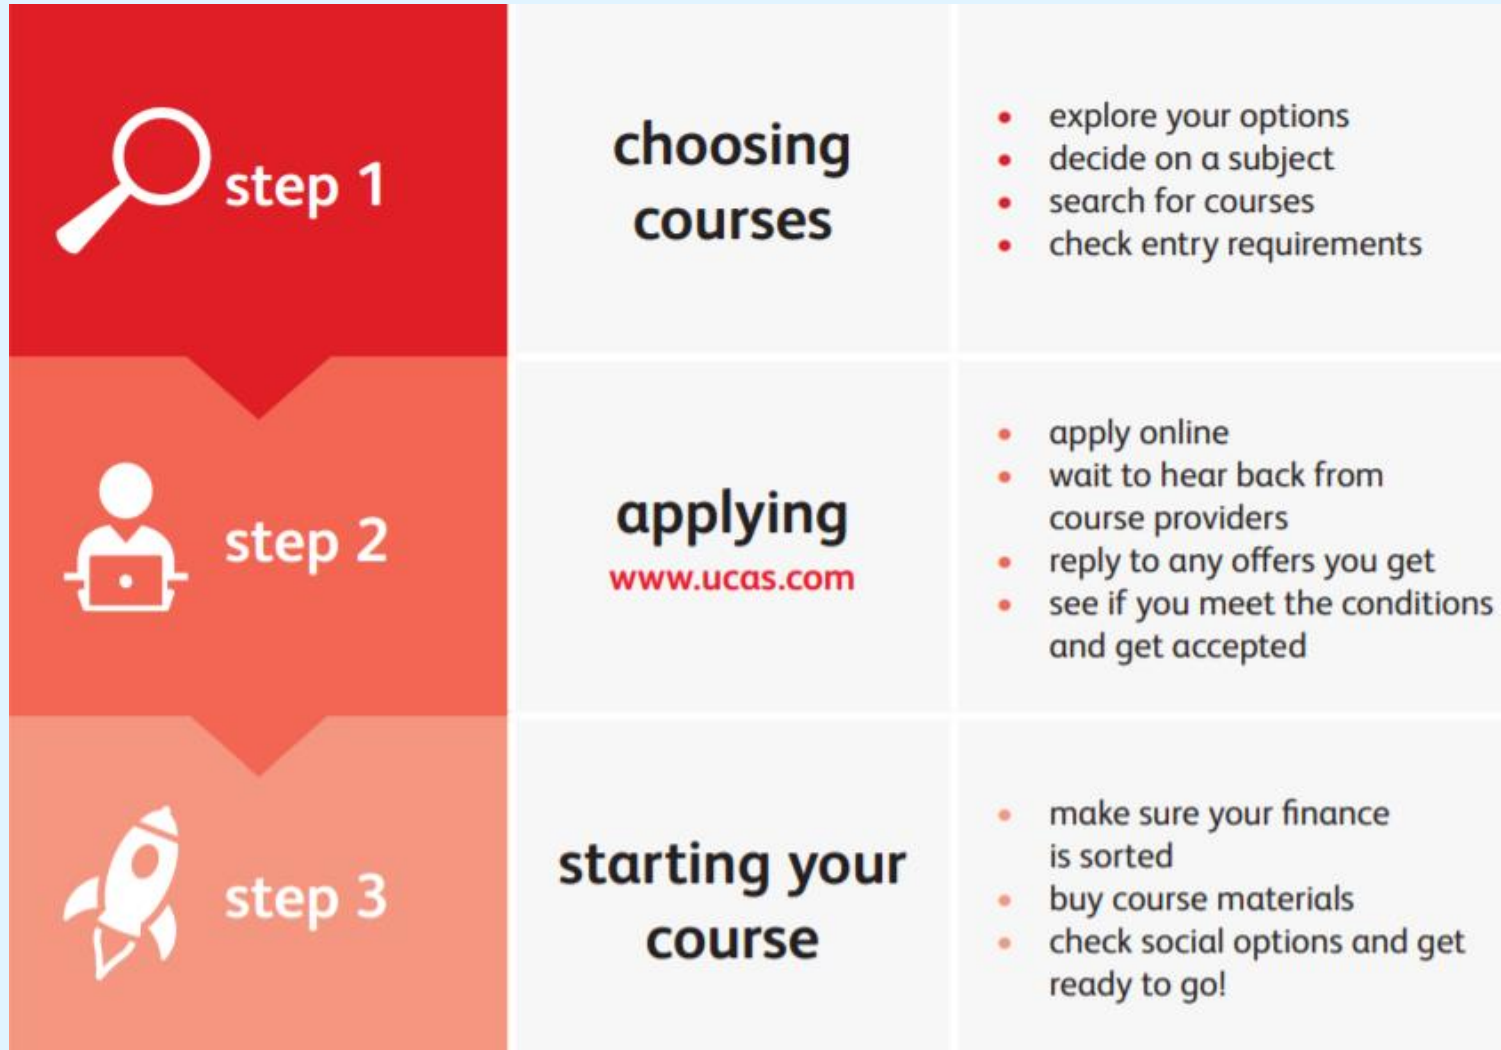 step 1
choosing
courses
explore your options
decide on a subject
search for courses
check entry requirements
step 2
applying
www.ucas.com
apply online
wait to hear back from
course providers
reply to any offers you get
see if you meet the conditions
and get accepted
step 3
starting your
course
make sure your finance
is sorted
buy course materials
check social options and get
ready to go!